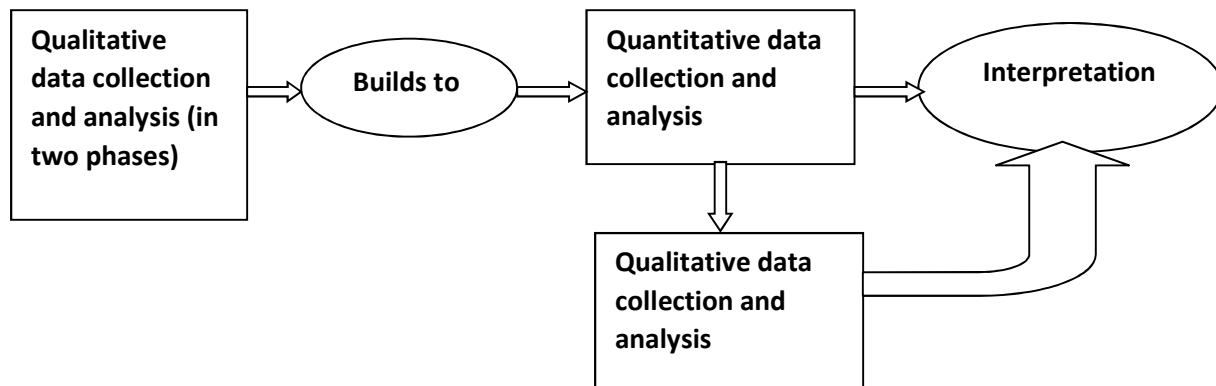 Qualitative
data collection
and analysis (in
two phases)
Builds to
Quantitative data
collection and
analysis
Interpretation
Qualitative data
collection and
analysis